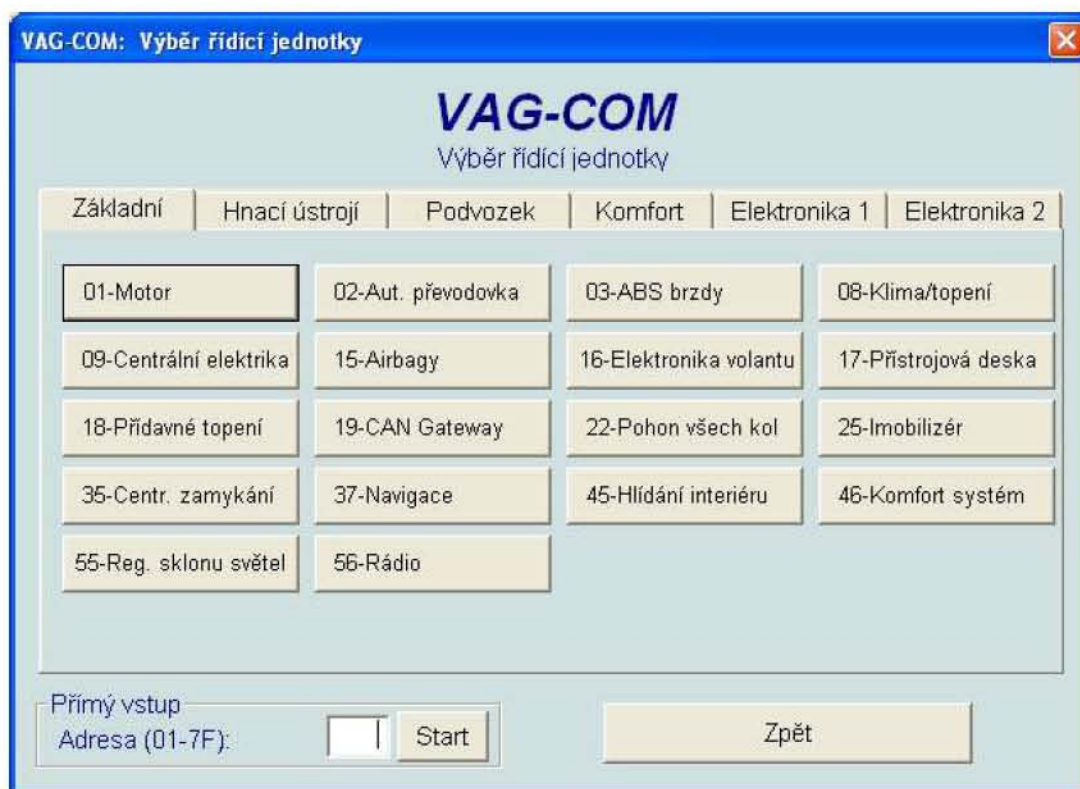 VAG-COM: Výběr řídící jednotky
VAG-COM
Výběr řídící jednotky
Základní Hnací ústrojí Podvozek Komfort Elektronika 1 Elektronika 2
01-Motor 02-Aut. převodovka 03-ABS brzdy 08-Klima/topení
09-Centrální elektrika 15-Airbagy 16-Elektronika volantu 17-Přístrojová deska
18-Přídavné topení 19-CAN Gateway 22-Pohon všech kol 25-Imobilizér
35-Centr. zamykání 37-Navigace 45-Hlídání interiéru 46-Komfort systém
55-Reg. sklonu světel 56-Rádio
Přímý vstup
Adresa (01-7F): Start Zpět